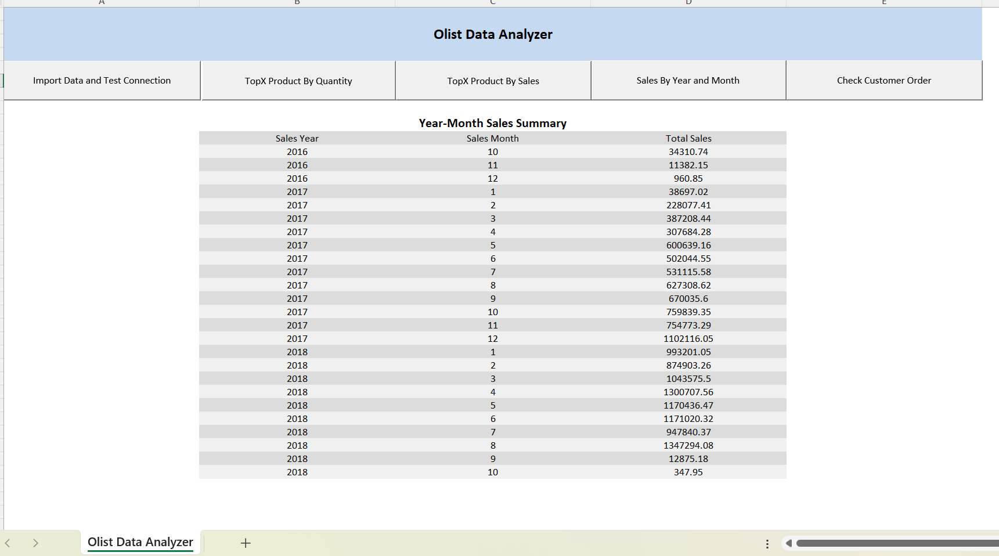 A B C D E
Olist Data Analyzer
Import Data and Test Connection TopX Product By Quantity TopX Product By Sales Sales By Year and Month Check Customer Order
Year-Month Sales Summary
Sales Year Sales Month Total Sales
2016 10 34310.74
2016 11 11382.15
2016 12 960.85
2017 1 38697.02
2017 2 228077.41
2017 3 387208.44
2017 4 307684.28
2017 5 600639.16
2017 6 502044.55
2017 7 531115.58
2017 8 627308.62
2017 9 670035.6
2017 10 759839.35
2017 11 754773.29
2017 12 1102116.05
2018 1 993201.05
2018 2 874903.26
2018 3 1043575.5
2018 4 1300707.56
2018 5 1170436.47
2018 6 1171020.32
2018 7 947840.37
2018 8 1347294.08
2018 9 12875.18
2018 10 347.95
Olist Data Analyzer